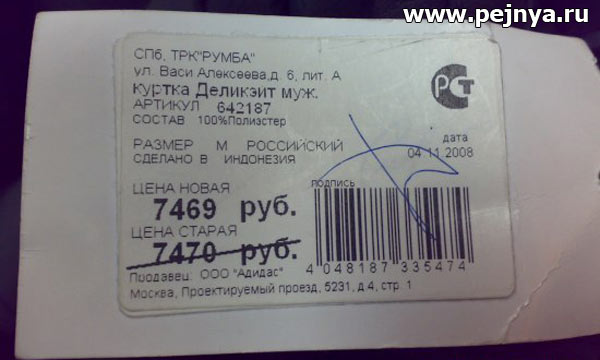 www.pejnya.ru
СПб, ТРК"РУМБА"
ул. Васи Алексеева,д. 6, лит. А
куртка Деликэйт муж.
АРТИКУЛ 642187
СОСТАВ 100%Полиэстер
РСТ
РАЗМЕР М РОССИЙСКИЙ
СДЕЛАНО В ИНДОНЕЗИЯ
дата
04.11.2008
ЦЕНА НОВАЯ
7469 руб.
подпись
ЦЕНА СТАРАЯ
7470 руб.
4 048187 335474
Продавец: ООО "Адидас"
Москва, Проектируемый проезд, 5231, д.4, стр. 1